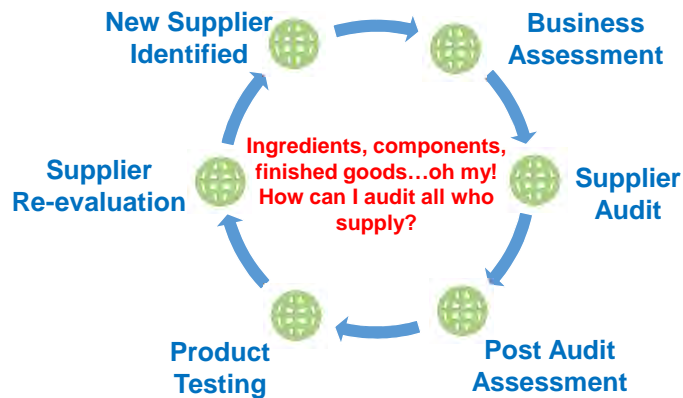 New Supplier
Identified
Business
Assessment
Ingredients, components,
finished goods...oh my!
How can I audit all who
supply?
Supplier
Audit
Post Audit
Assessment
Product
Testing
Supplier
Re-evaluation